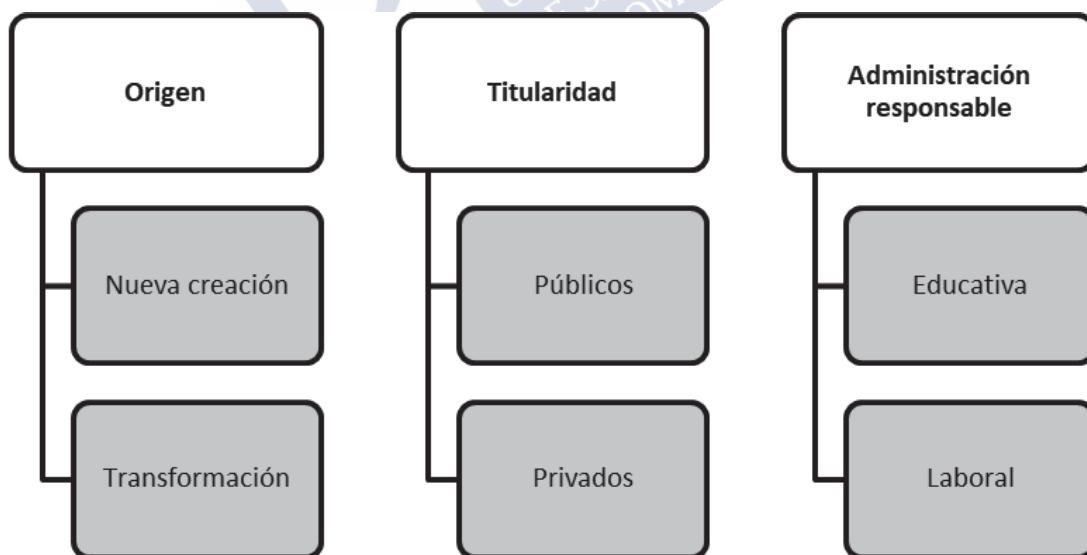 Origen
Nueva creación
Transformación
Titularidad
Públicos
Privados
Administración
responsable
Educativa
Laboral